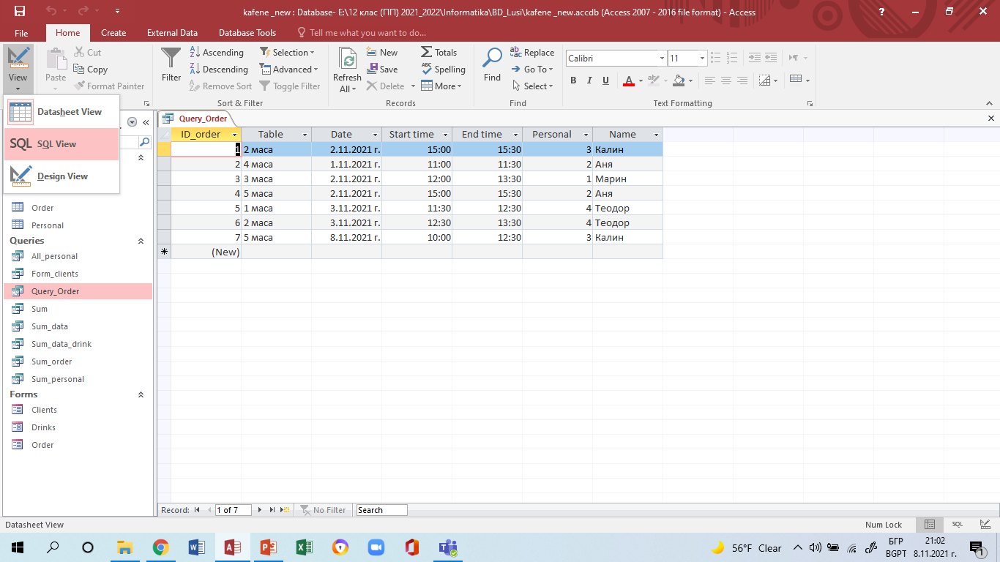 kafene _new : Database- E:\12 клас (ПП) 2021_2022\Informatika\BD_Lusi\kafene _new.accdb (Access 2007 - 2016 file format) - Access
File Home Create External Data Database Tools Tell me what you want to do...
View
Paste
Cut
Copy
Format Painter
Filter
Ascending
Descending
Remove Sort
Selection
Advanced
Toggle Filter
Sort & Filter
Refresh All
New
Save
Delete
Totals
Spelling
More
Records
Find
Replace
Go To
Select
Find
Calibri 11
B I U A
Text Formatting
Datasheet View
SQL SQL View
Design View
Order
Personal
Queries
All_personal
Form_clients
Query_Order
Sum
Sum_data
Sum_data_drink
Sum_order
Sum_personal
Forms
Clients
Drinks
Order
Query_Order
ID_order Table Date Start time End time Personal Name
1 2 маса 2.11.2021 г. 15:00 15:30 3 Калин
2 4 маса 1.11.2021 г. 11:00 11:30 2 Аня
3 3 маса 2.11.2021 г. 12:00 13:30 1 Марин
4 5 маса 2.11.2021 г. 15:00 15:30 2 Аня
5 1 маса 3.11.2021 г. 11:30 12:30 4 Теодор
6 2 маса 3.11.2021 г. 12:30 13:30 4 Теодор
7 5 маса 8.11.2021 г. 10:00 12:30 3 Калин
(New)
Record: 1 of 7 No Filter Search
Datasheet View Num Lock SQL
56°F Clear
БГР
BGPT
21:02
8.11.2021 г.
1